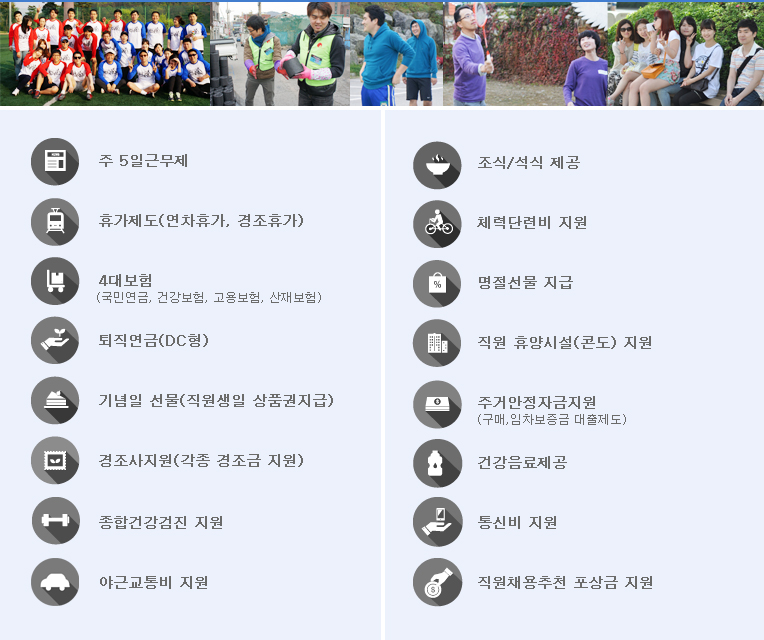 주 5일근무제
휴가제도(연차휴가, 경조휴가)
4대보험
(국민연금, 건강보험, 고용보험, 산재보험)
퇴직연금(DC형)
기념일 선물(직원생일 상품권지급)
경조사지원(각종 경조금 지원)
종합건강검진 지원
야근교통비 지원
조식/석식 제공
체력단련비 지원
명절선물 지급
%
직원 휴양시설(콘도) 지원
주거안정자금지원
(구매,임차보증금 대출제도)
건강음료제공
통신비 지원
직원채용추천 포상금 지원